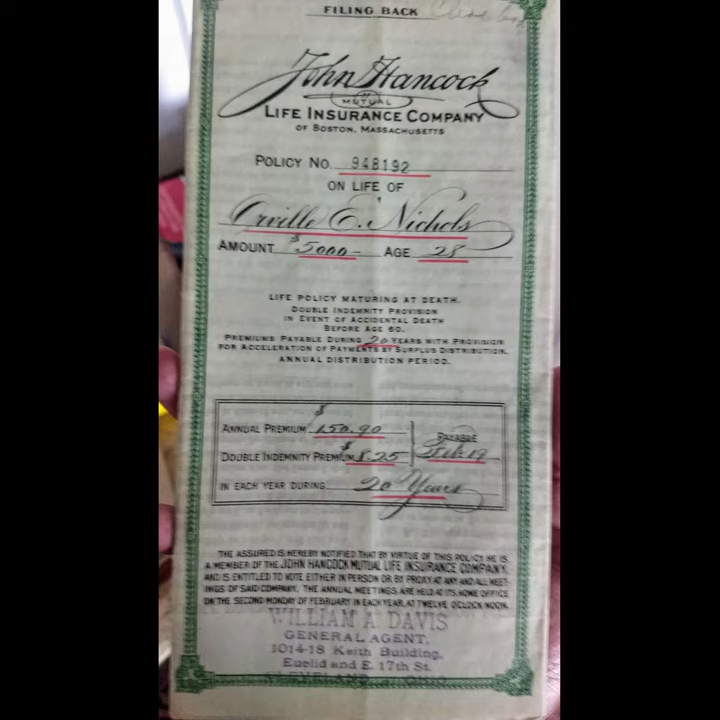 FILING BACK
John Hancock
MUTUAL
LIFE INSURANCE COMPANY
OF BOSTON, MASSACHUSETTS
POLICY NO. 948192
ON LIFE OF
Orville E. Nichols
AMOUNT $5000- AGE 28
LIFE POLICY MATURING AT DEATH.
DOUBLE INDEMNITY PROVISION
IN EVENT OF ACCIDENTAL DEATH
BEFORE AGE 60.
PREMIUMS PAYABLE DURING 20 YEARS WITH PROVISION
FOR ACCELERATION OF PAYMENTS BY SURPLUS DISTRIBUTION.
ANNUAL DISTRIBUTION PERIOD.
ANNUAL PREMIUM $150.90
PAYABLE
DOUBLE INDEMNITY PREMIUM $8.25
IN EACH YEAR DURING 20 Years
THE ASSURED IS HEREBY NOTIFIED THAT BY VIRTUE OF THIS POLICY HE IS
A MEMBER OF THE JOHN HANCOCK MUTUAL LIFE INSURANCE COMPANY,
AND IS ENTITLED TO VOTE EITHER IN PERSON OR BY PROXY AT ANY AND ALL MEET-
INGS OF SAID COMPANY. THE ANNUAL MEETINGS ARE HELD AT ITS HOME OFFICE
ON THE SECOND MONDAY OF FEBRUARY IN EACH YEAR, AT TWELVE O'CLOCK NOON.
WILLIAM A. DAVIS
GENERAL AGENT,
1014-18 Keith Building,
Euclid and E. 17th St.
CLEVELAND, OHIO